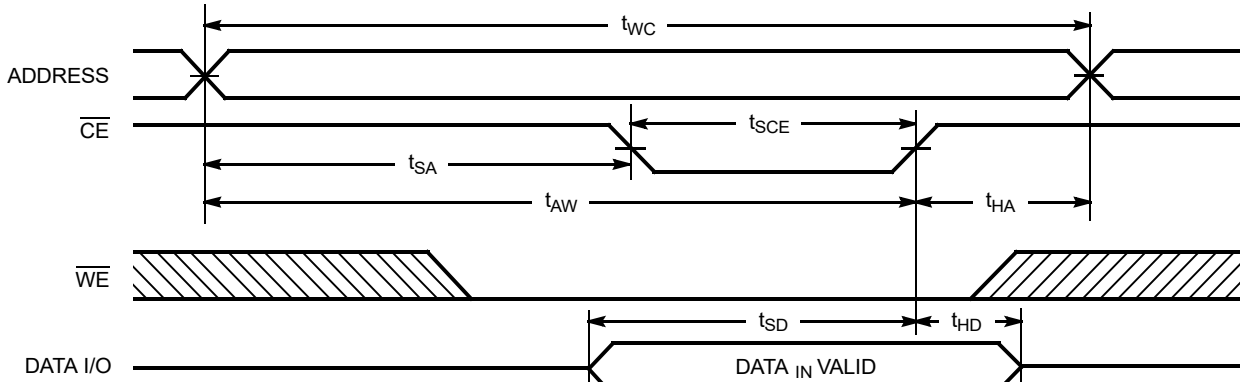 tWC
ADDRESS
CE
tSCE
tSA
tAW
tHA
WE
tSD
tHD
DATA I/O
DATA IN VALID